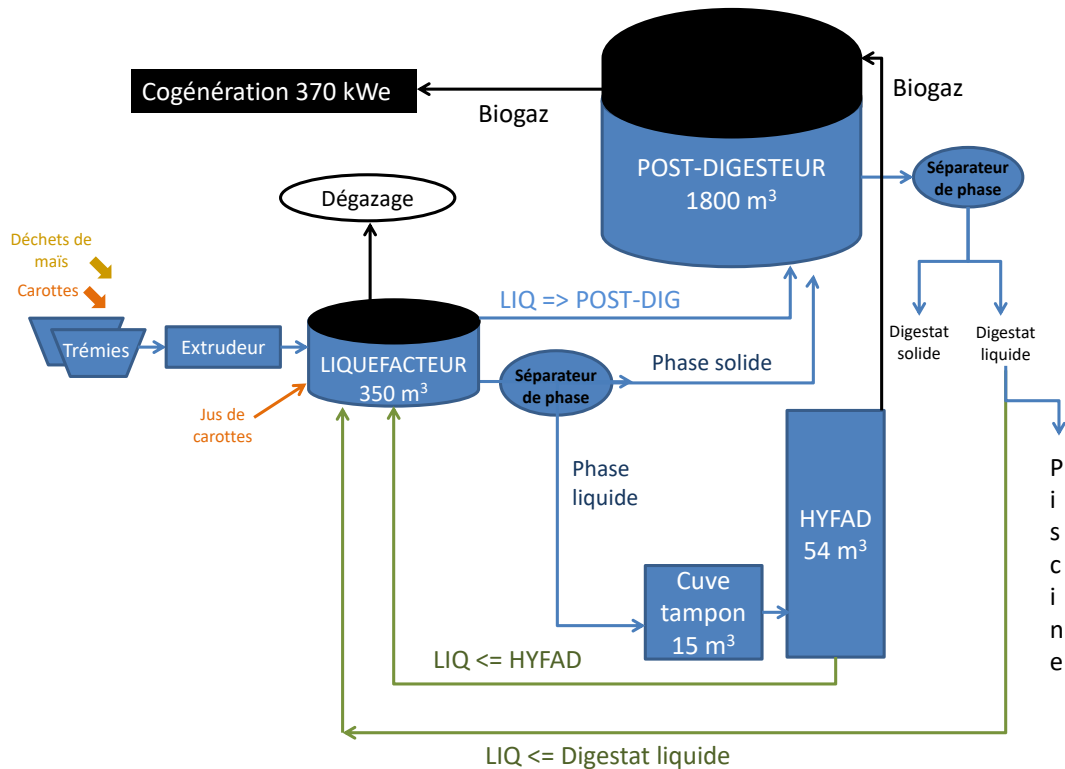 Cogénération 370 kWe
Biogaz
Biogaz
POST-DIGESTEUR
1800 m³
Séparateur
de phase
Dégazage
Déchets de
maïs
Carottes
LIQ => POST-DIG
Trémies
Extrudeur
LIQUEFACTEUR
350 m³
Séparateur
de phase
Phase solide
Digestat
solide
Digestat
liquide
Jus de
carottes
Phase
liquide
HYFAD
54 m³
Cuve
tampon
15 m³
P
i
s
c
i
n
e
LIQ <= HYFAD
LIQ <= Digestat liquide